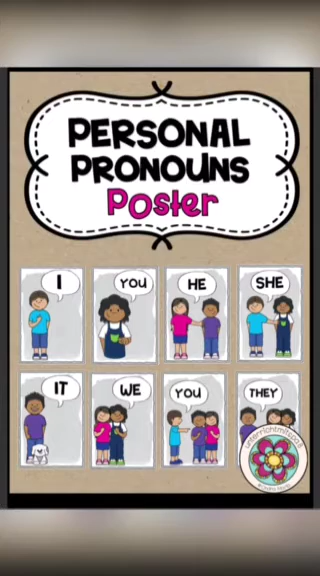 PERSONAL
PRONOUNS
Poster
I
YOU
HE
SHE
IT
WE
YOU
THEY